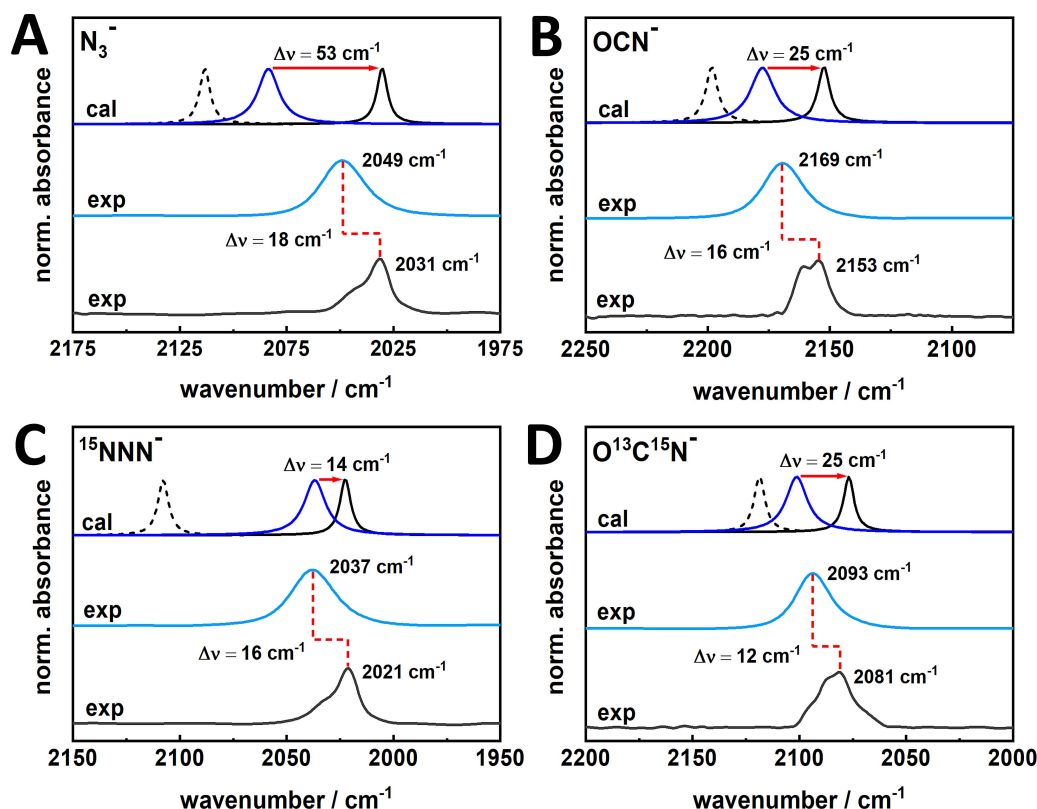 A
N₃⁻
Δν = 53 cm⁻¹
cal
2049 cm⁻¹
exp
Δν = 18 cm⁻¹
2031 cm⁻¹
exp
norm. absorbance
2175 2125 2075 2025 1975
wavenumber / cm⁻¹
B
OCN⁻
Δν = 25 cm⁻¹
cal
2169 cm⁻¹
exp
Δν = 16 cm⁻¹
2153 cm⁻¹
exp
norm. absorbance
2250 2200 2150 2100
wavenumber / cm⁻¹
C
¹⁵NNN⁻
Δν = 14 cm⁻¹
cal
2037 cm⁻¹
exp
Δν = 16 cm⁻¹
2021 cm⁻¹
exp
norm. absorbance
2150 2100 2050 2000 1950
wavenumber / cm⁻¹
D
O¹³C¹⁵N⁻
Δν = 25 cm⁻¹
cal
2093 cm⁻¹
exp
Δν = 12 cm⁻¹
2081 cm⁻¹
exp
norm. absorbance
2200 2150 2100 2050 2000
wavenumber / cm⁻¹